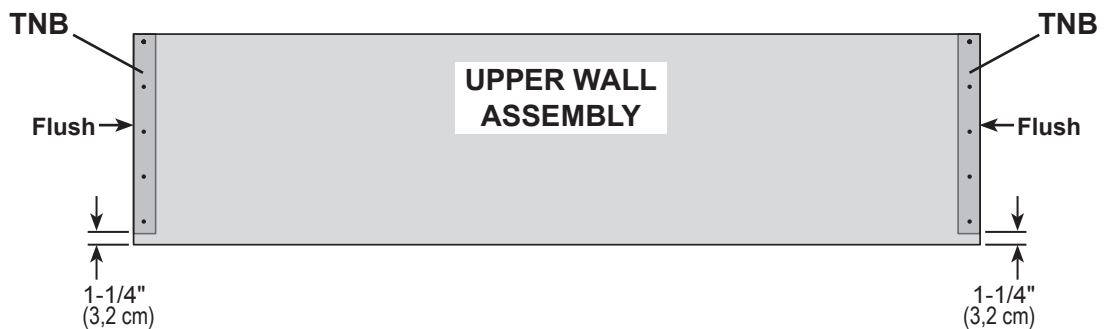 TNB
TNB
UPPER WALL
ASSEMBLY
Flush
Flush
1-1/4"
(3,2 cm)
1-1/4"
(3,2 cm)